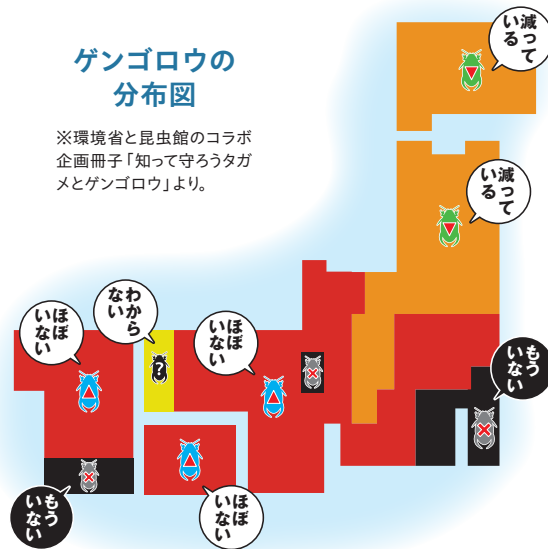 ゲンゴロウの
分布図
※環境省と昆虫館のコラボ
企画冊子「知って守ろうタガ
メとゲンゴロウ」より。
減って
いる
減って
いる
わから
ない
ほぼ
いない
ほぼ
いない
もう
いない
?
ほぼ
いない
もう
いない